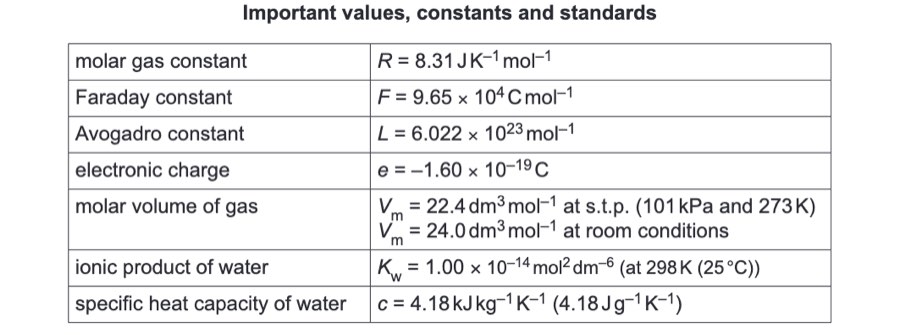 Important values, constants and standards
molar gas constant R = 8.31 J K⁻¹ mol⁻¹
Faraday constant F = 9.65 × 10⁴ C mol⁻¹
Avogadro constant L = 6.022 × 10²³ mol⁻¹
electronic charge e = –1.60 × 10⁻¹⁹ C
molar volume of gas Vₘ = 22.4 dm³ mol⁻¹ at s.t.p. (101 kPa and 273 K)
Vₘ = 24.0 dm³ mol⁻¹ at room conditions
ionic product of water K_w = 1.00 × 10⁻¹⁴ mol² dm⁻⁶ (at 298 K (25 °C))
specific heat capacity of water c = 4.18 kJ kg⁻¹ K⁻¹ (4.18 J g⁻¹ K⁻¹)